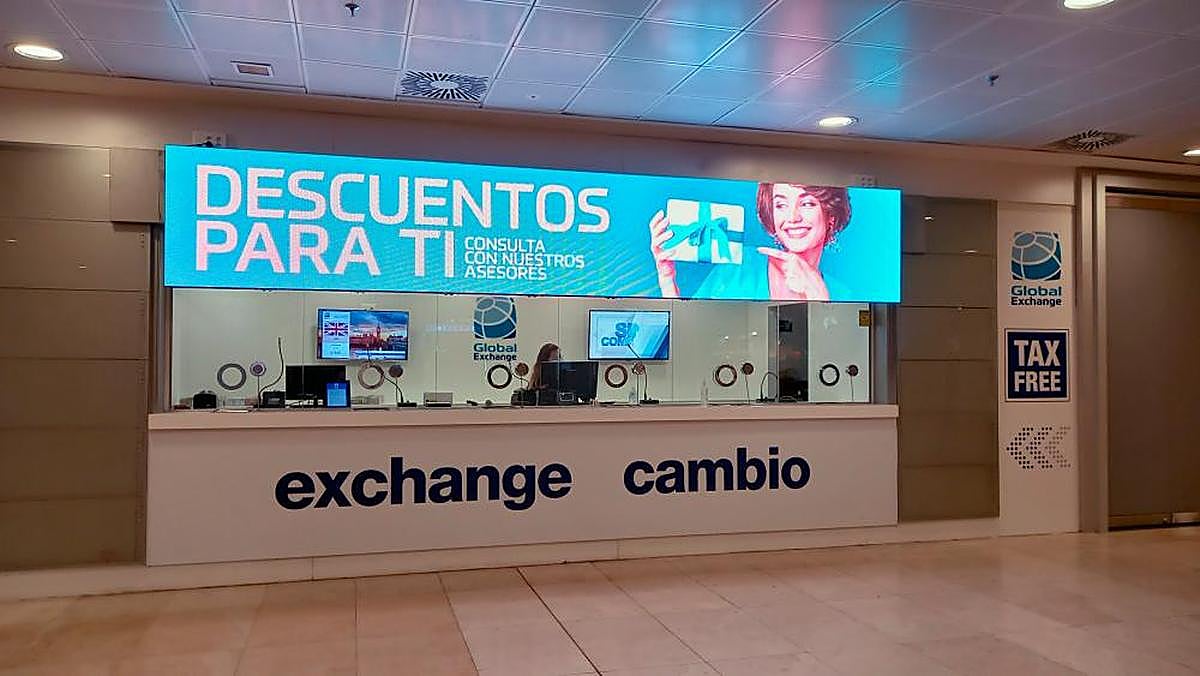 DESCUENTOS
PARA TI
CONSULTA
CON NUESTROS
ASESORES
Global
Exchange
Global
Exchange
TAX
FREE
exchange cambio